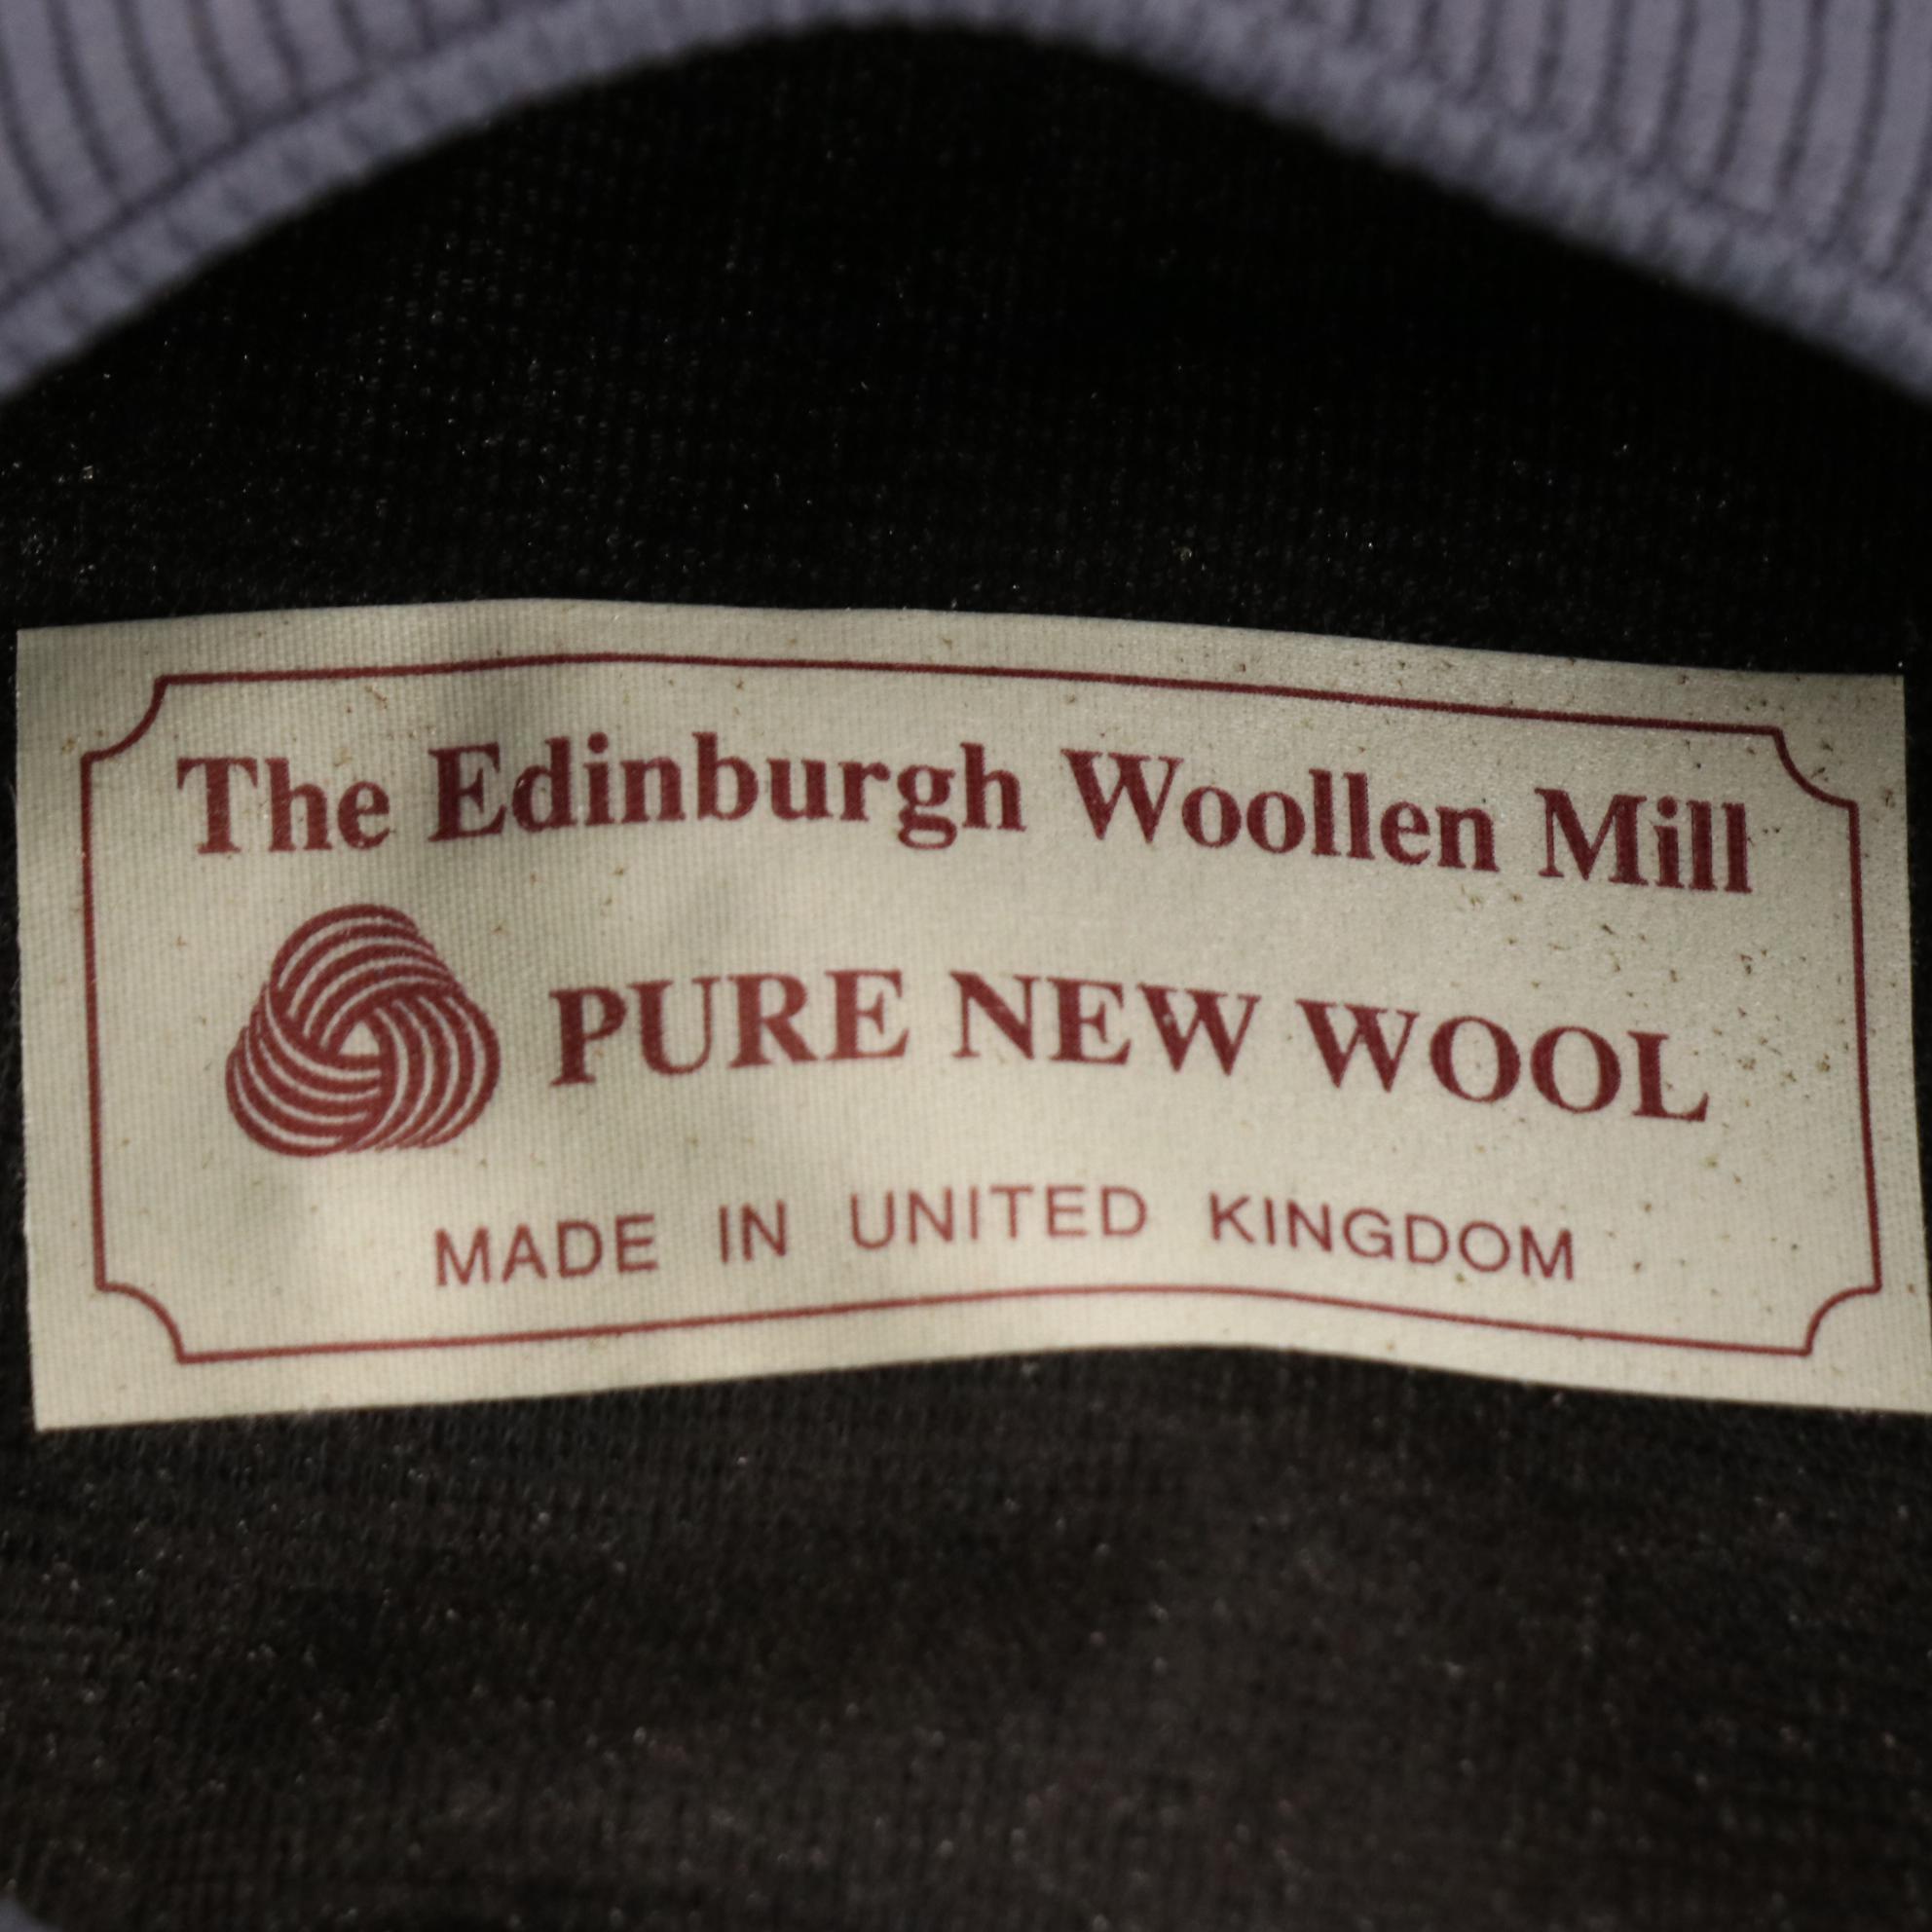 The Edinburgh Woollen Mill
PURE NEW WOOL
MADE IN UNITED KINGDOM